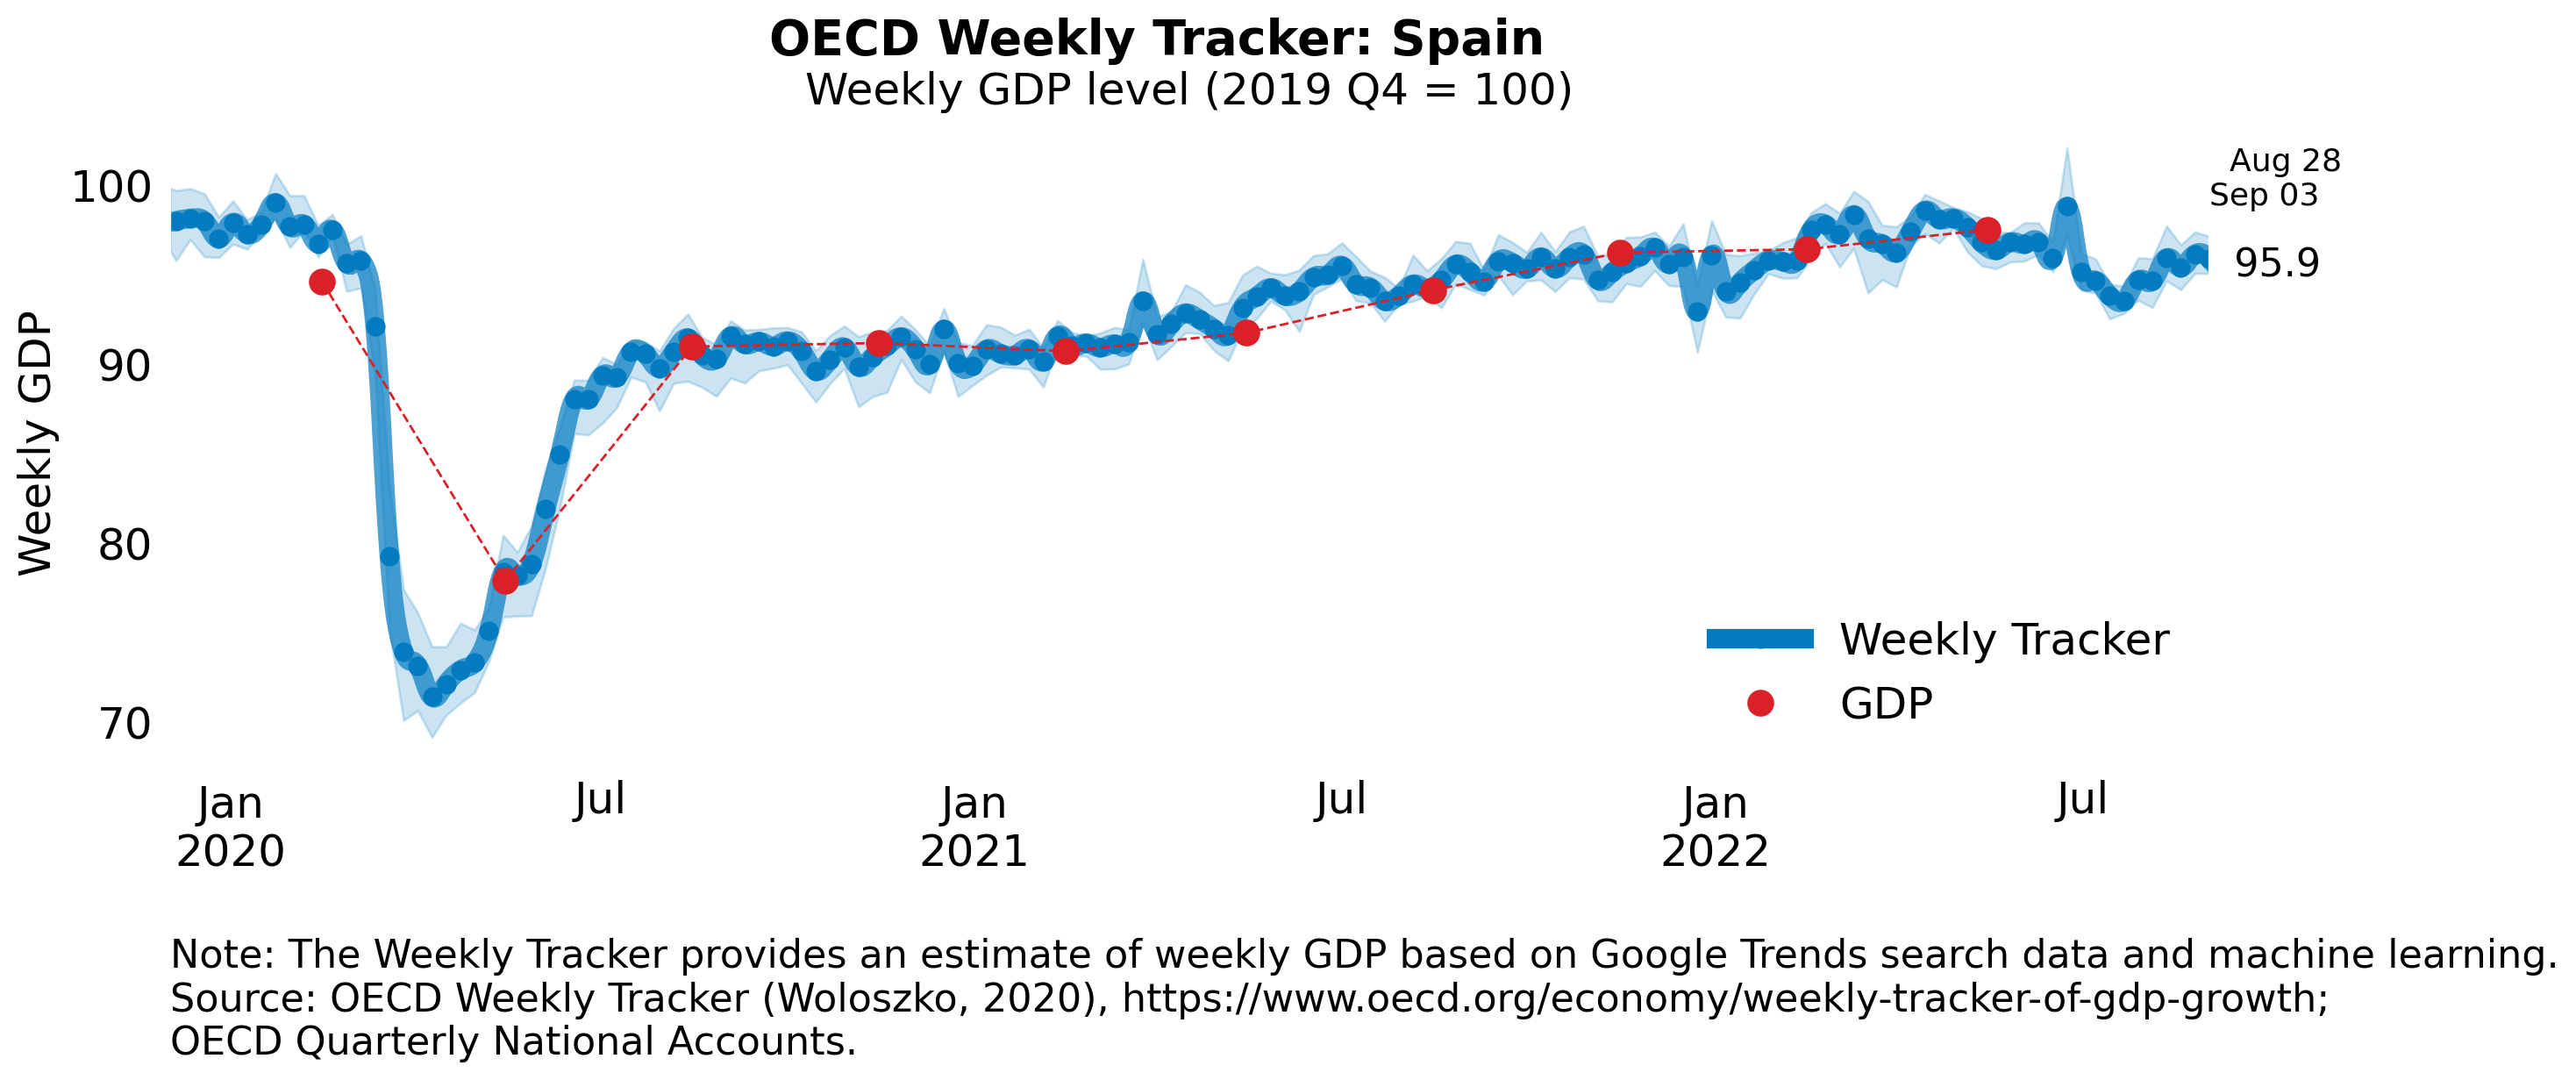 OECD Weekly Tracker: Spain
Weekly GDP level (2019 Q4 = 100)
Aug 28
Sep 03
95.9
Weekly GDP
100
90
80
70
Weekly Tracker
GDP
Jan
2020
Jul
Jan
2021
Jul
Jan
2022
Jul
Note: The Weekly Tracker provides an estimate of weekly GDP based on Google Trends search data and machine learning.
Source: OECD Weekly Tracker (Woloszko, 2020), https://www.oecd.org/economy/weekly-tracker-of-gdp-growth;
OECD Quarterly National Accounts.